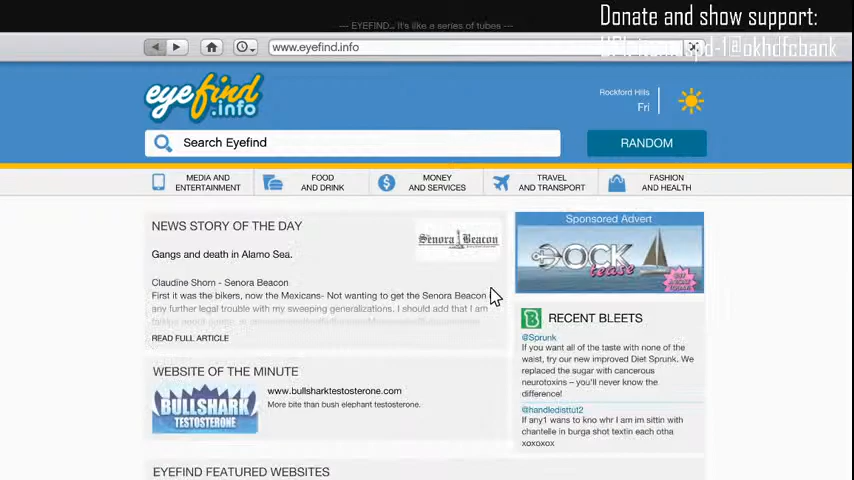 Donate and show support:
— EYEFIND... It's like a series of tubes —
www.eyefind.info
eyefind
.info
Rockford Hills
Fri
Search Eyefind
RANDOM
MEDIA AND
ENTERTAINMENT
FOOD
AND DRINK
MONEY
AND SERVICES
TRAVEL
AND TRANSPORT
FASHION
AND HEALTH
NEWS STORY OF THE DAY
Senora Beacon
Gangs and death in Alamo Sea.
Claudine Shorn - Senora Beacon
First it was the bikers, now the Mexicans- Not wanting to get the Senora Beacon
any further legal trouble with my sweeping generalizations. I should add that I am
READ FULL ARTICLE
WEBSITE OF THE MINUTE
BULLSHARK
TESTOSTERONE
www.bullsharktestosterone.com
More bite than bush elephant testosterone.
EYEFIND FEATURED WEBSITES
Sponsored Advert
DOCK
tease
RECENT BLEETS
@Sprunk
If you want all of the taste with none of the
waist, try our new improved Diet Sprunk. We
replaced the sugar with cancerous
neurotoxins – you'll never know the
difference!
@handledisttut2
If any1 wants to kno whr I am im sittin with
chantelle in burga shot textin each otha
xoxoxox